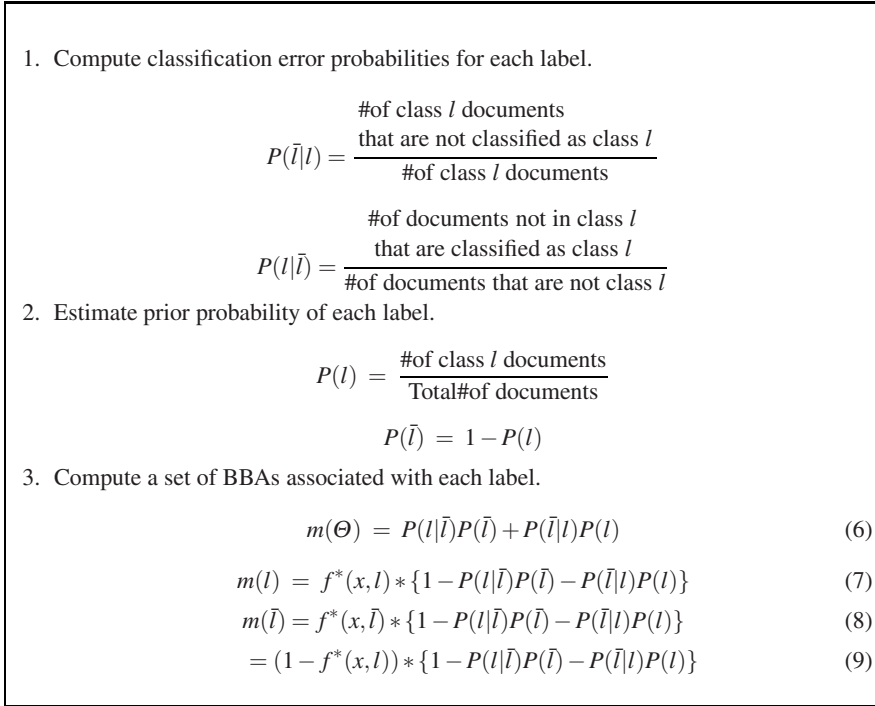 1. Compute classification error probabilities for each label.
#of class l documents
that are not classified as class l
P(l̄|l) =
#of class l documents
#of documents not in class l
that are classified as class l
P(l|l̄) =
#of documents that are not class l
2. Estimate prior probability of each label.
#of class l documents
P(l) =
Total#of documents
P(l̄) = 1 − P(l)
3. Compute a set of BBAs associated with each label.
m(Θ) = P(l|l̄)P(l̄) + P(l̄|l)P(l) (6)
m(l) = f*(x,l) * {1 − P(l|l̄)P(l̄) − P(l̄|l)P(l)} (7)
m(l̄) = f*(x,l̄) * {1 − P(l|l̄)P(l̄) − P(l̄|l)P(l)} (8)
= (1 − f*(x,l)) * {1 − P(l|l̄)P(l̄) − P(l̄|l)P(l)} (9)